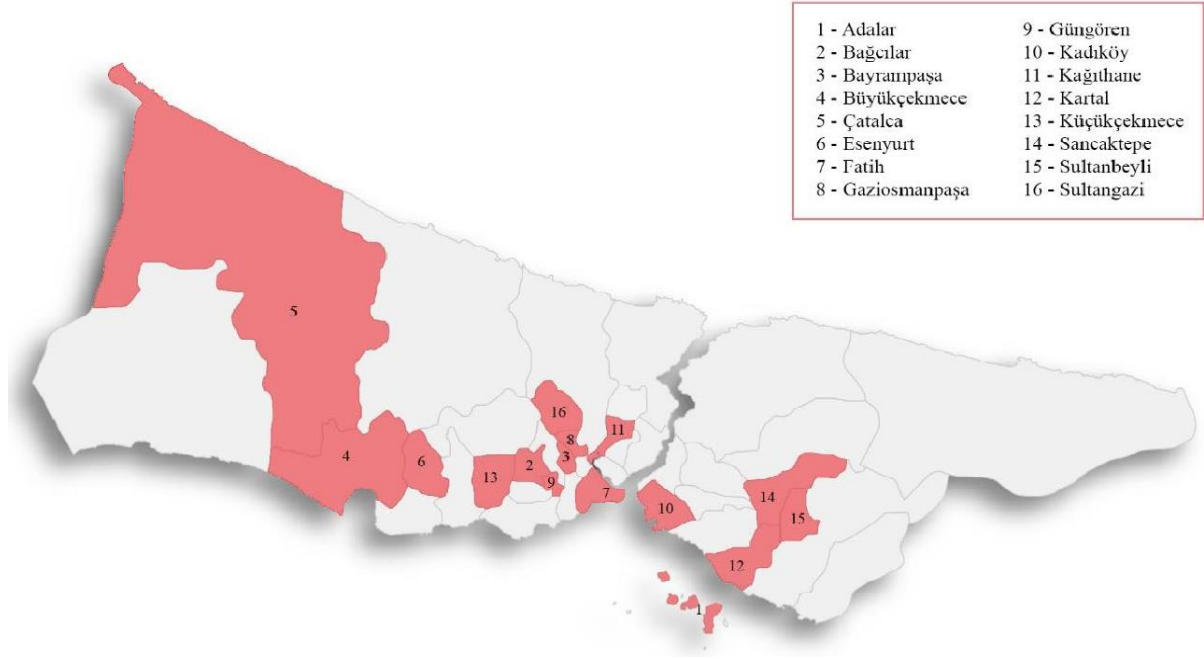 1 - Adalar
2 - Bağcılar
3 - Bayrampaşa
4 - Büyükçekmece
5 - Çatalca
6 - Esenyurt
7 - Fatih
8 - Gaziosmanpaşa
9 - Güngören
10 - Kadıköy
11 - Kağıthane
12 - Kartal
13 - Küçükçekmece
14 - Sancaktepe
15 - Sultanbeyli
16 - Sultangazi
5
16
11
8
3
4
6
13
2
9
7
10
14
15
12
1